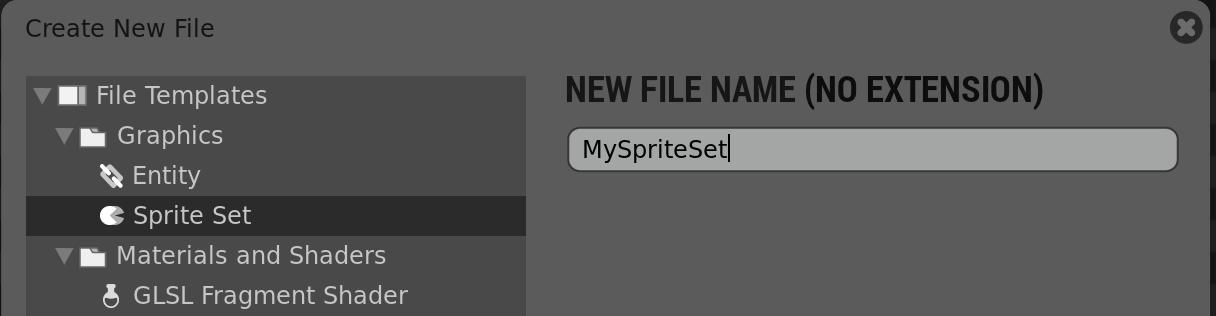 Create New File
File Templates
Graphics
Entity
Sprite Set
Materials and Shaders
GLSL Fragment Shader
NEW FILE NAME (NO EXTENSION)
MySpriteSet